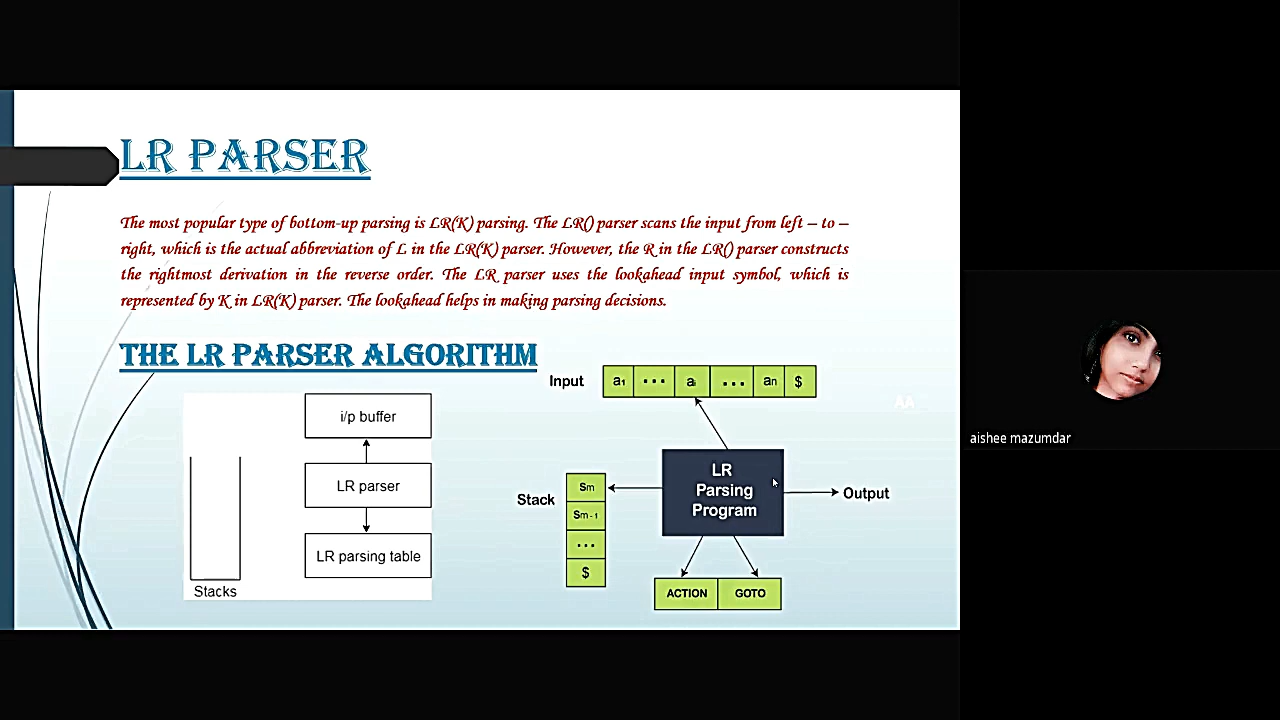 LR PARSER
The most popular type of bottom-up parsing is LR(K) parsing. The LR() parser scans the input from left – to –
right, which is the actual abbreviation of L in the LR(K) parser. However, the R in the LR() parser constructs
the rightmost derivation in the reverse order. The LR parser uses the lookahead input symbol, which is
represented by K in LR(K) parser. The lookahead helps in making parsing decisions.
THE LR PARSER ALGORITHM
i/p buffer
LR parser
LR parsing table
Stacks
Input a₁ ... aᵢ ... an $
AA
LR
Parsing
Program
Output
Stack
Sm
Sm-1
...
$
ACTION GOTO
aishee mazumdar